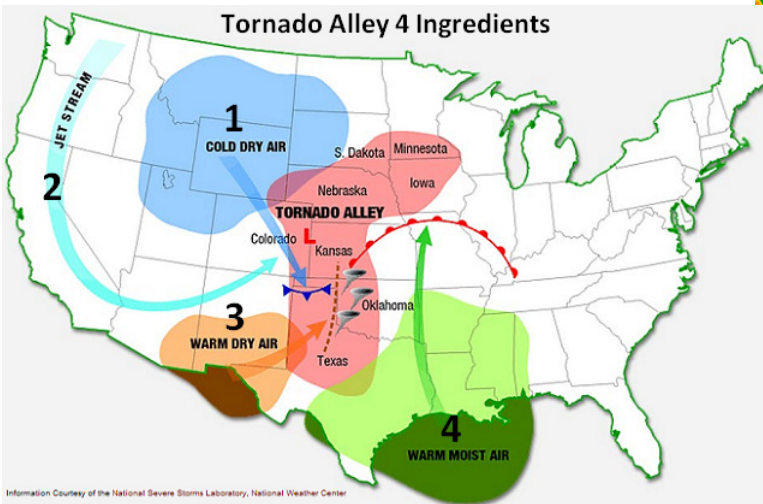 Tornado Alley 4 Ingredients
JET STREAM
1
COLD DRY AIR
2
S. Dakota
Minnesota
Nebraska
Iowa
TORNADO ALLEY
Colorado
L
Kansas
Oklahoma
3
WARM DRY AIR
Texas
4
WARM MOIST AIR
Information Courtesy of the National Severe Storms Laboratory, National Weather Center